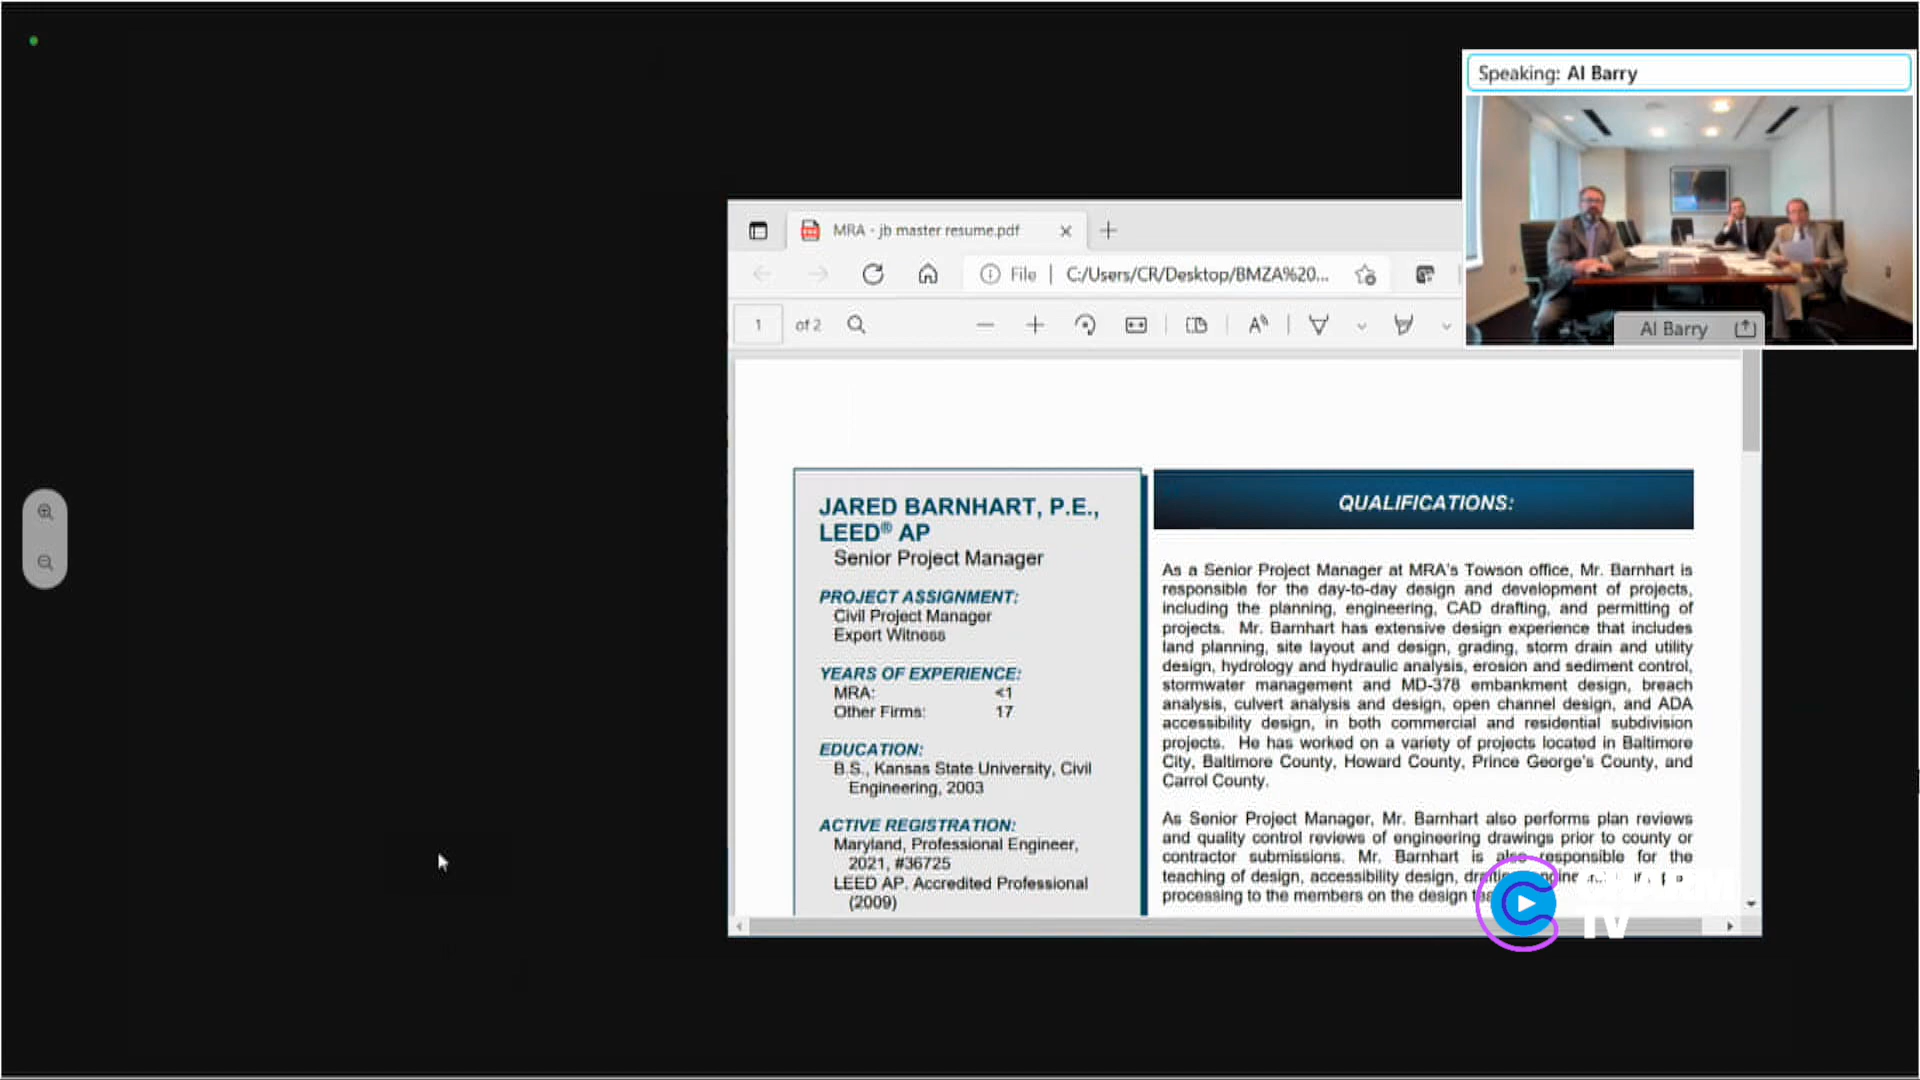 Speaking: Al Barry
MRA - jb master resume.pdf
File | C:/Users/CR/Desktop/BMZA%20...
1 of 2
Al Barry
JARED BARNHART, P.E.,
LEED® AP
Senior Project Manager
PROJECT ASSIGNMENT:
Civil Project Manager
Expert Witness
YEARS OF EXPERIENCE:
MRA: <1
Other Firms: 17
EDUCATION:
B.S., Kansas State University, Civil
Engineering, 2003
ACTIVE REGISTRATION:
Maryland, Professional Engineer,
2021, #36725
LEED AP. Accredited Professional
(2009)
QUALIFICATIONS:
As a Senior Project Manager at MRA's Towson office, Mr. Barnhart is
responsible for the day-to-day design and development of projects,
including the planning, engineering, CAD drafting, and permitting of
projects. Mr. Barnhart has extensive design experience that includes
land planning, site layout and design, grading, storm drain and utility
design, hydrology and hydraulic analysis, erosion and sediment control,
stormwater management and MD-378 embankment design, breach
analysis, culvert analysis and design, open channel design, and ADA
accessibility design, in both commercial and residential subdivision
projects. He has worked on a variety of projects located in Baltimore
City, Baltimore County, Howard County, Prince George's County, and
Carrol County.
As Senior Project Manager, Mr. Barnhart also performs plan reviews
and quality control reviews of engineering drawings prior to county or
contractor submissions. Mr. Barnhart is also responsible for the
teaching of design, accessibility design,
processing to the members on the design
TV